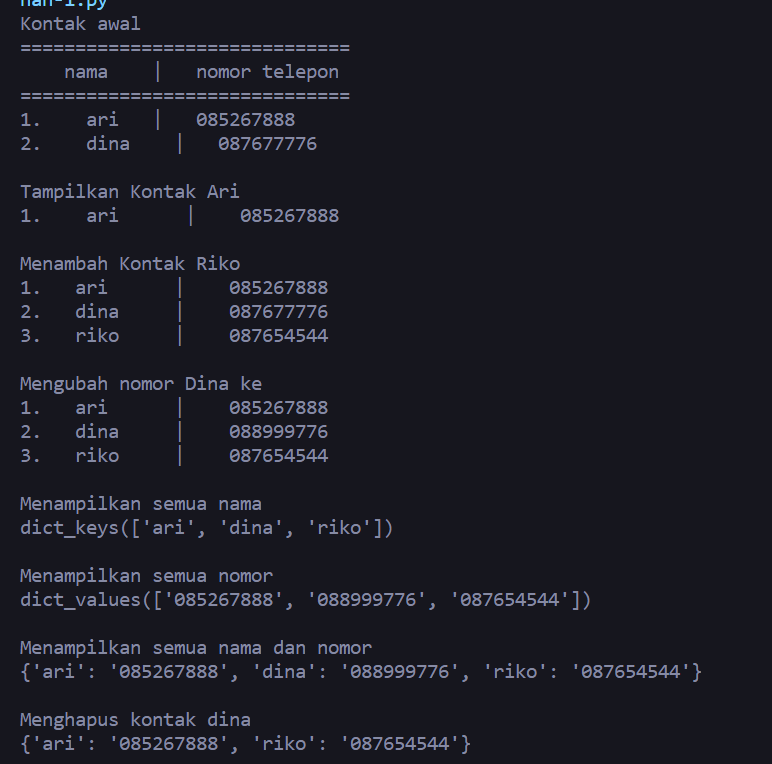 nan-1.py
Kontak awal
==============================
    nama    |   nomor telepon
==============================
1.    ari   |   085267888
2.    dina    |   087677776
Tampilkan Kontak Ari
1.    ari      |    085267888
Menambah Kontak Riko
1.   ari      |    085267888
2.   dina     |    087677776
3.   riko     |    087654544
Mengubah nomor Dina ke
1.   ari      |    085267888
2.   dina     |    088999776
3.   riko     |    087654544
Menampilkan semua nama
dict_keys(['ari', 'dina', 'riko'])
Menampilkan semua nomor
dict_values(['085267888', '088999776', '087654544'])
Menampilkan semua nama dan nomor
{'ari': '085267888', 'dina': '088999776', 'riko': '087654544'}
Menghapus kontak dina
{'ari': '085267888', 'riko': '087654544'}